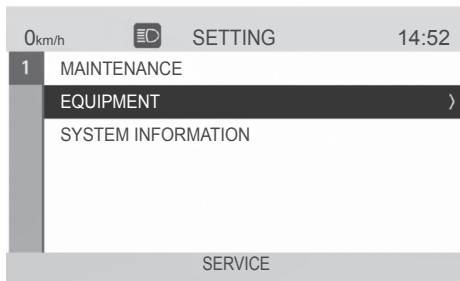 0km/h SETTING 14:52
1 MAINTENANCE
EQUIPMENT
SYSTEM INFORMATION
SERVICE